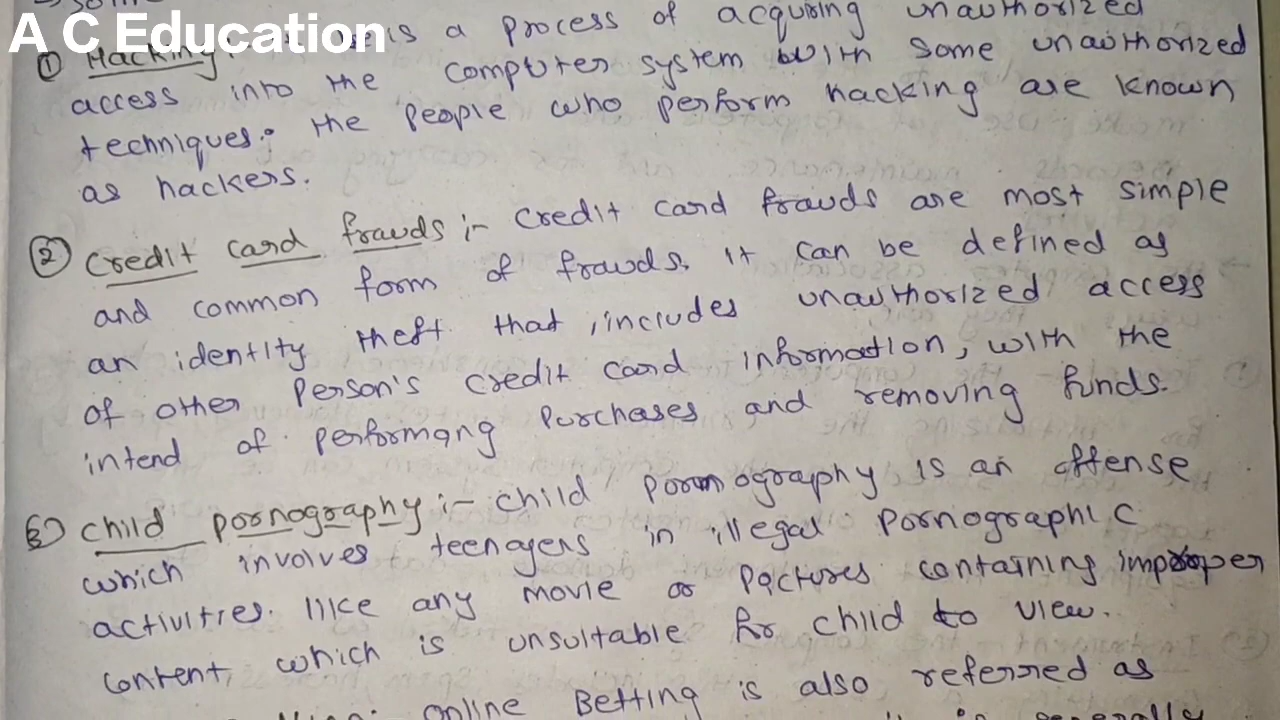 A C Education
① Hacking: is a process of acquiring unauthorized
access into the computer system with some unauthorized
techniques. the people who perform hacking are known
as hackers.
② Credit card frauds :- Credit card frauds are most simple
and common form of frauds. It can be defined as
an identity theft that includes unauthorized access
of other Person's credit card information, with the
intend of performang Purchases and removing funds.
③ Child pornography :- child pornography is an offense
which involves teenagers in illegal Pornographic
activities. like any movie or Pactures containing improper
content which is unsuitable for child to view.
Online Betting is also referred as